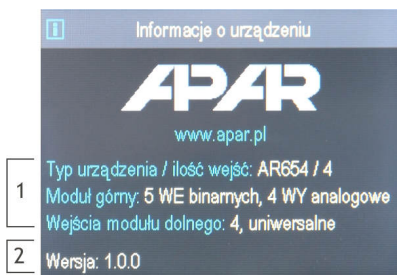 Informacje o urządzeniu
APAR
www.apar.pl
Typ urządzenia / ilość wejść: AR654 / 4
1
Moduł górny: 5 WE binarnych, 4 WY analogowe
Wejścia modułu dolnego: 4, uniwersalne
2
Wersja: 1.0.0